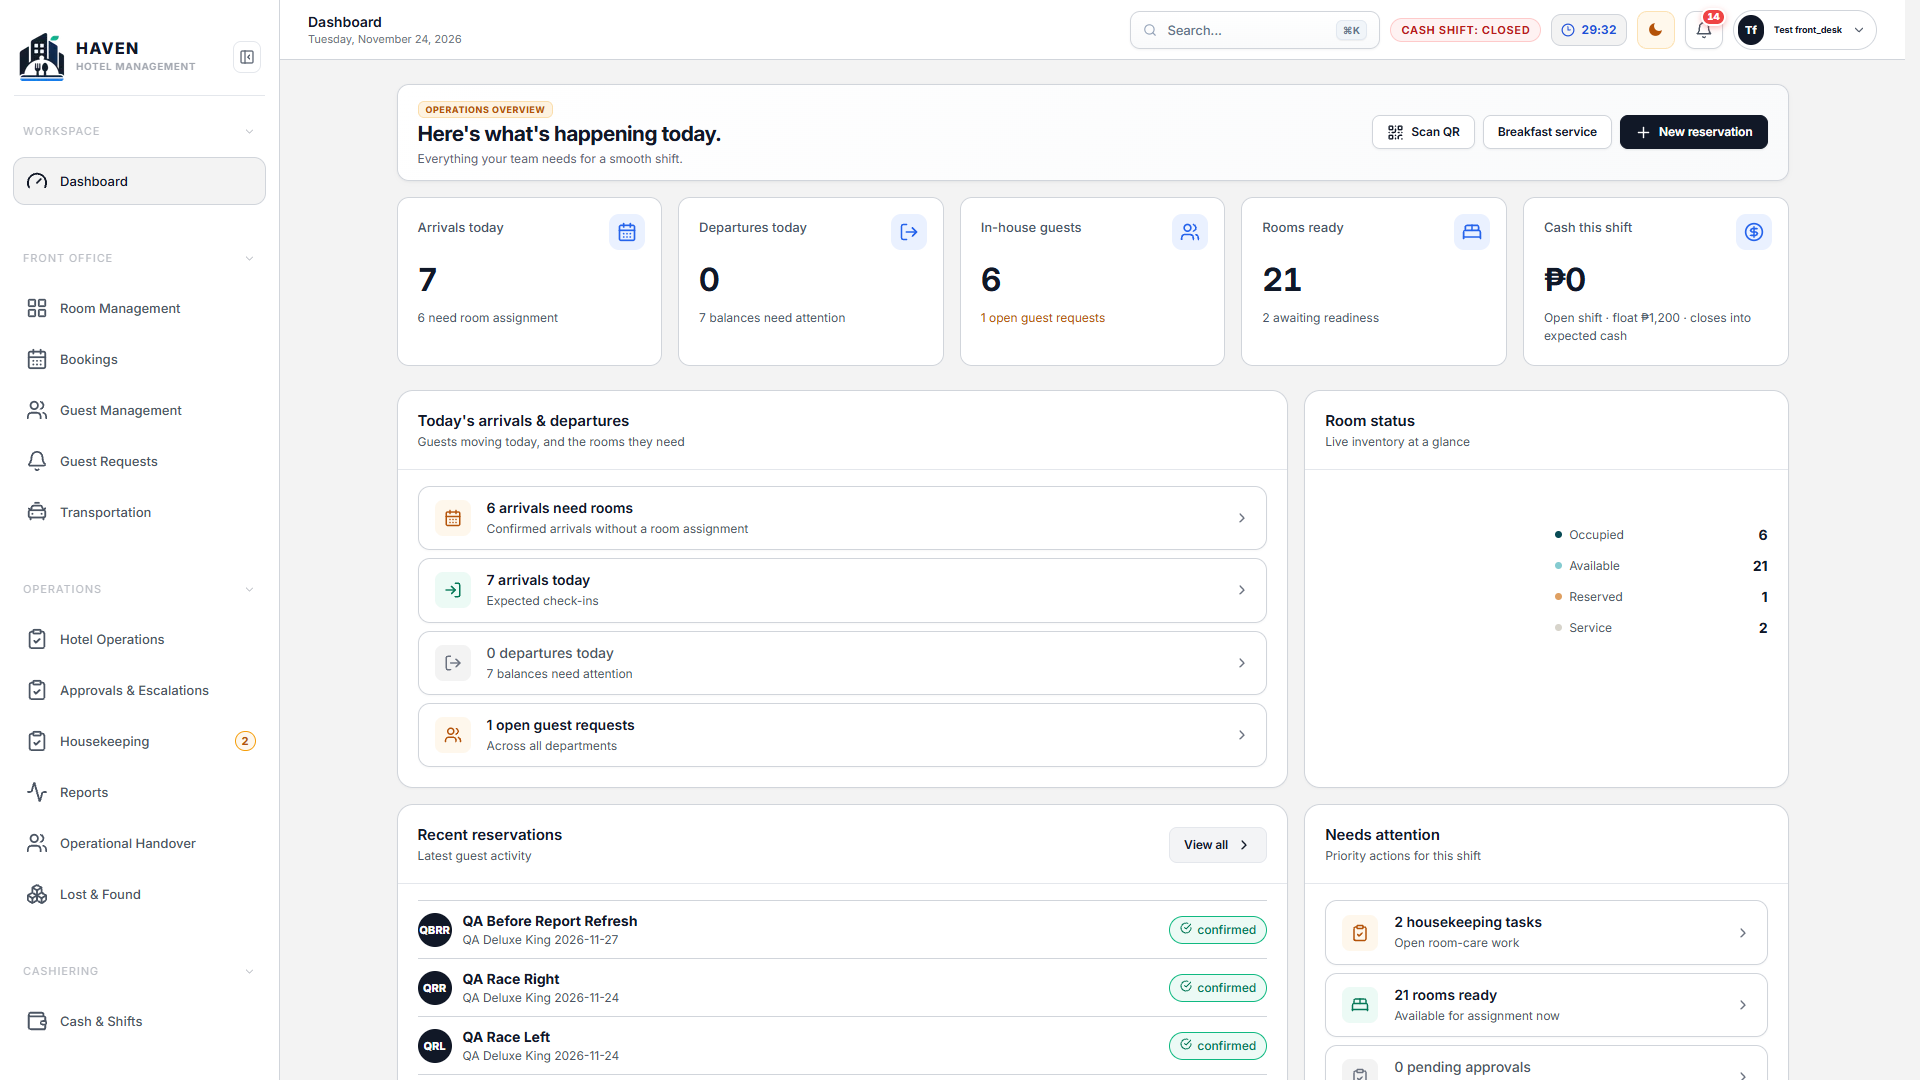 HAVEN
HOTEL MANAGEMENT
WORKSPACE
Dashboard
FRONT OFFICE
Room Management
Bookings
Guest Management
Guest Requests
Transportation
OPERATIONS
Hotel Operations
Approvals & Escalations
Housekeeping
2
Reports
Operational Handover
Lost & Found
CASHIERING
Cash & Shifts
Dashboard
Tuesday, November 24, 2026
Search...
⌘K
CASH SHIFT: CLOSED
29:32
14
Tf
Test front_desk
OPERATIONS OVERVIEW
Here's what's happening today.
Everything your team needs for a smooth shift.
Scan QR
Breakfast service
New reservation
Arrivals today
7
6 need room assignment
Departures today
0
7 balances need attention
In-house guests
6
1 open guest requests
Rooms ready
21
2 awaiting readiness
Cash this shift
₱0
Open shift · float ₱1,200 · closes into
expected cash
Today's arrivals & departures
Guests moving today, and the rooms they need
6 arrivals need rooms
Confirmed arrivals without a room assignment
7 arrivals today
Expected check-ins
0 departures today
7 balances need attention
1 open guest requests
Across all departments
Room status
Live inventory at a glance
Occupied 6
Available 21
Reserved 1
Service 2
Recent reservations
Latest guest activity
View all
QBRR
QA Before Report Refresh
QA Deluxe King 2026-11-27
confirmed
QRR
QA Race Right
QA Deluxe King 2026-11-24
confirmed
QRL
QA Race Left
QA Deluxe King 2026-11-24
confirmed
Needs attention
Priority actions for this shift
2 housekeeping tasks
Open room-care work
21 rooms ready
Available for assignment now
0 pending approvals